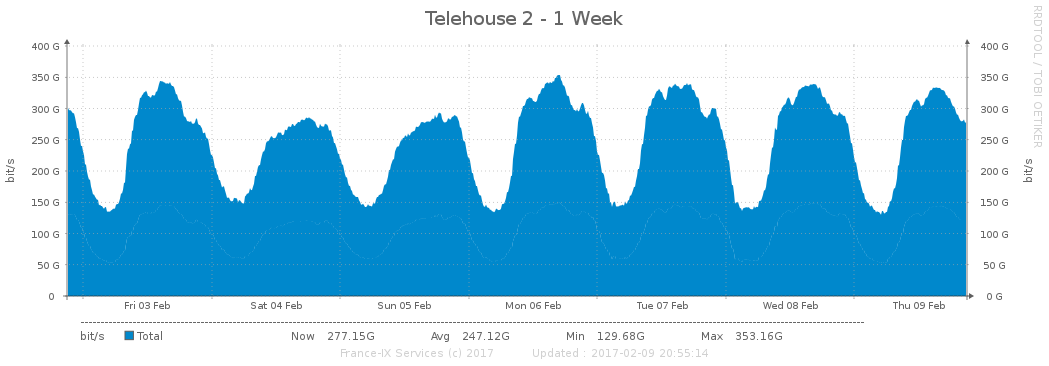 Telehouse 2 - 1 Week
RRDTOOL / TOBI OETIKER
400 G 400 G
350 G 350 G
300 G 300 G
250 G 250 G
200 G 200 G
150 G 150 G
100 G 100 G
50 G 50 G
0 0 G
bit/s bit/s
Fri 03 Feb Sat 04 Feb Sun 05 Feb Mon 06 Feb Tue 07 Feb Wed 08 Feb Thu 09 Feb
bit/s Total Now 277.15G Avg 247.12G Min 129.68G Max 353.16G
France-IX Services (c) 2017 Updated : 2017-02-09 20:55:14